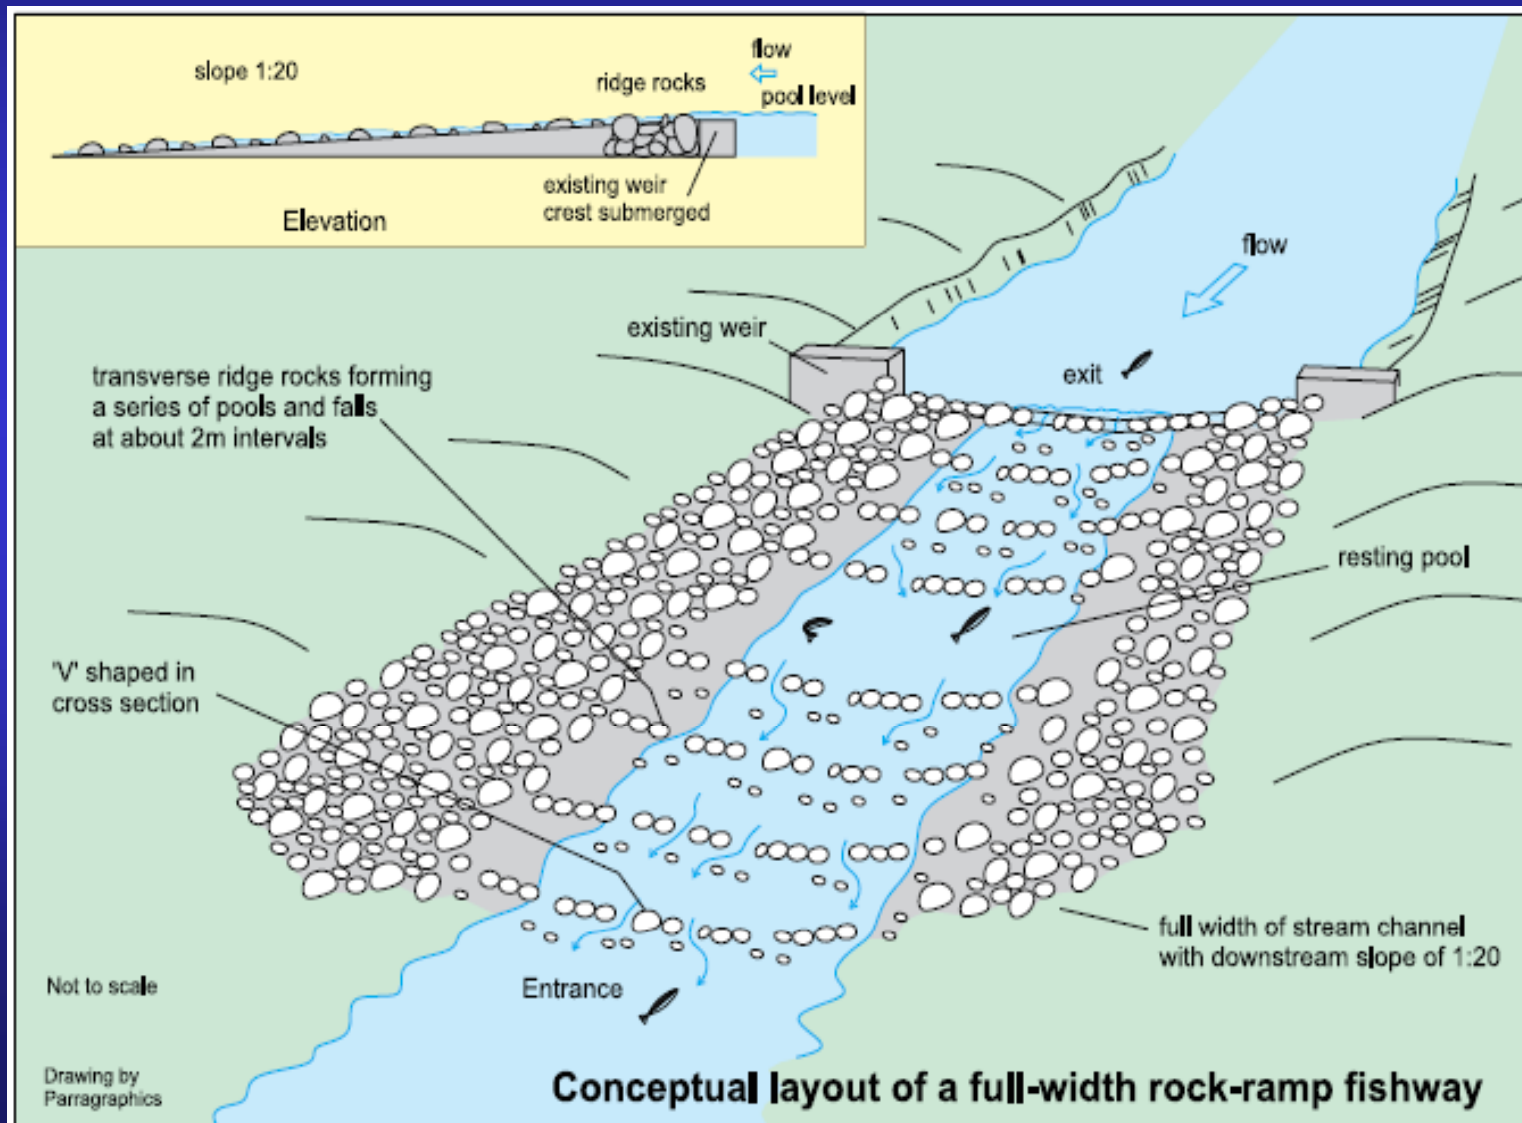 slope 1:20
ridge rocks
flow
pool level
existing weir
crest submerged
Elevation
flow
existing weir
exit
transverse ridge rocks forming
a series of pools and falls
at about 2m intervals
resting pool
'V' shaped in
cross section
full width of stream channel
with downstream slope of 1:20
Not to scale
Entrance
Drawing by
Parragraphics
Conceptual layout of a full-width rock-ramp fishway